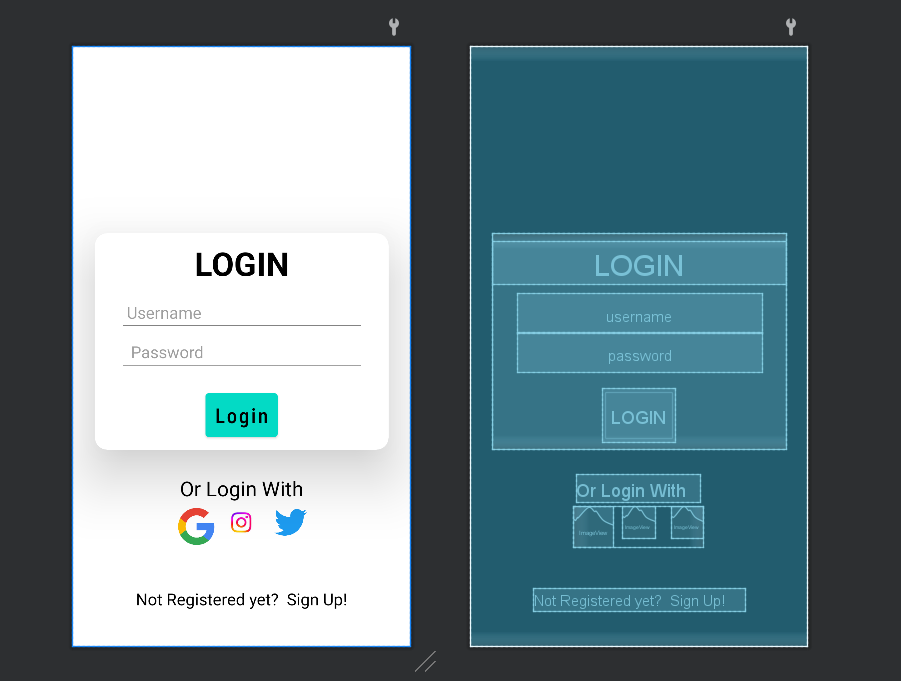 LOGIN
Username
Password
Login
Or Login With
Not Registered yet?  Sign Up!
LOGIN
username
password
LOGIN
Or Login With
ImageView ImageView ImageView
Not Registered yet?  Sign Up!